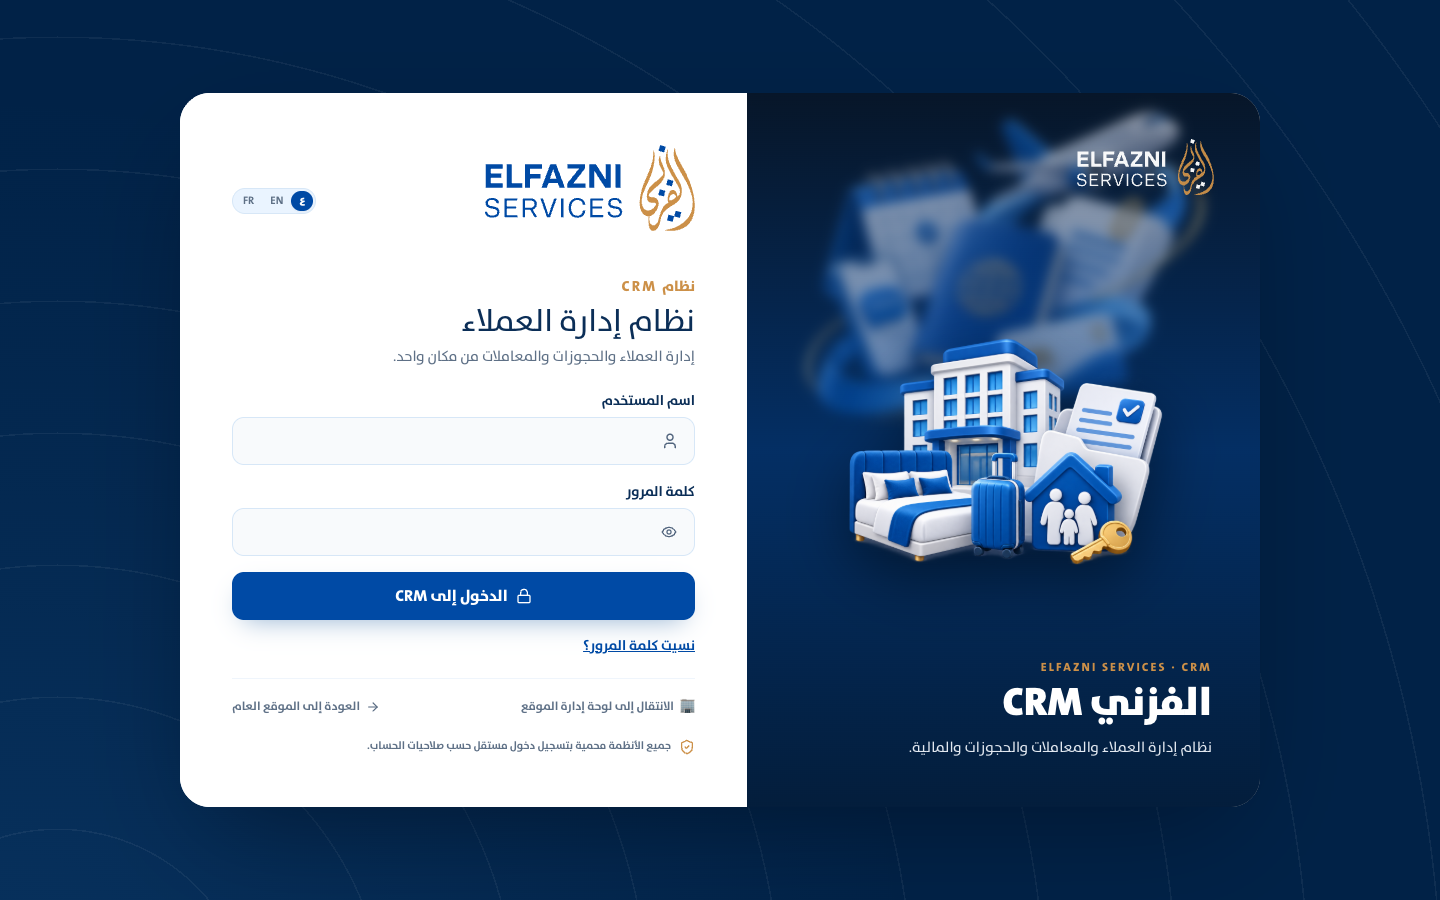 ELFAZNI
SERVICES
ELFAZNI SERVICES · CRM
الفزني CRM
نظام إدارة العملاء والمعاملات والحجوزات والمالية.
الفزني
ELFAZNI
SERVICES
ع
EN
FR
نظام CRM
نظام إدارة العملاء
إدارة العملاء والحجوزات والمعاملات من مكان واحد.
اسم المستخدم
كلمة المرور
الدخول إلى CRM
نسيت كلمة المرور؟
الانتقال إلى لوحة إدارة الموقع
العودة إلى الموقع العام
جميع الأنظمة محمية بتسجيل دخول مستقل حسب صلاحيات الحساب.